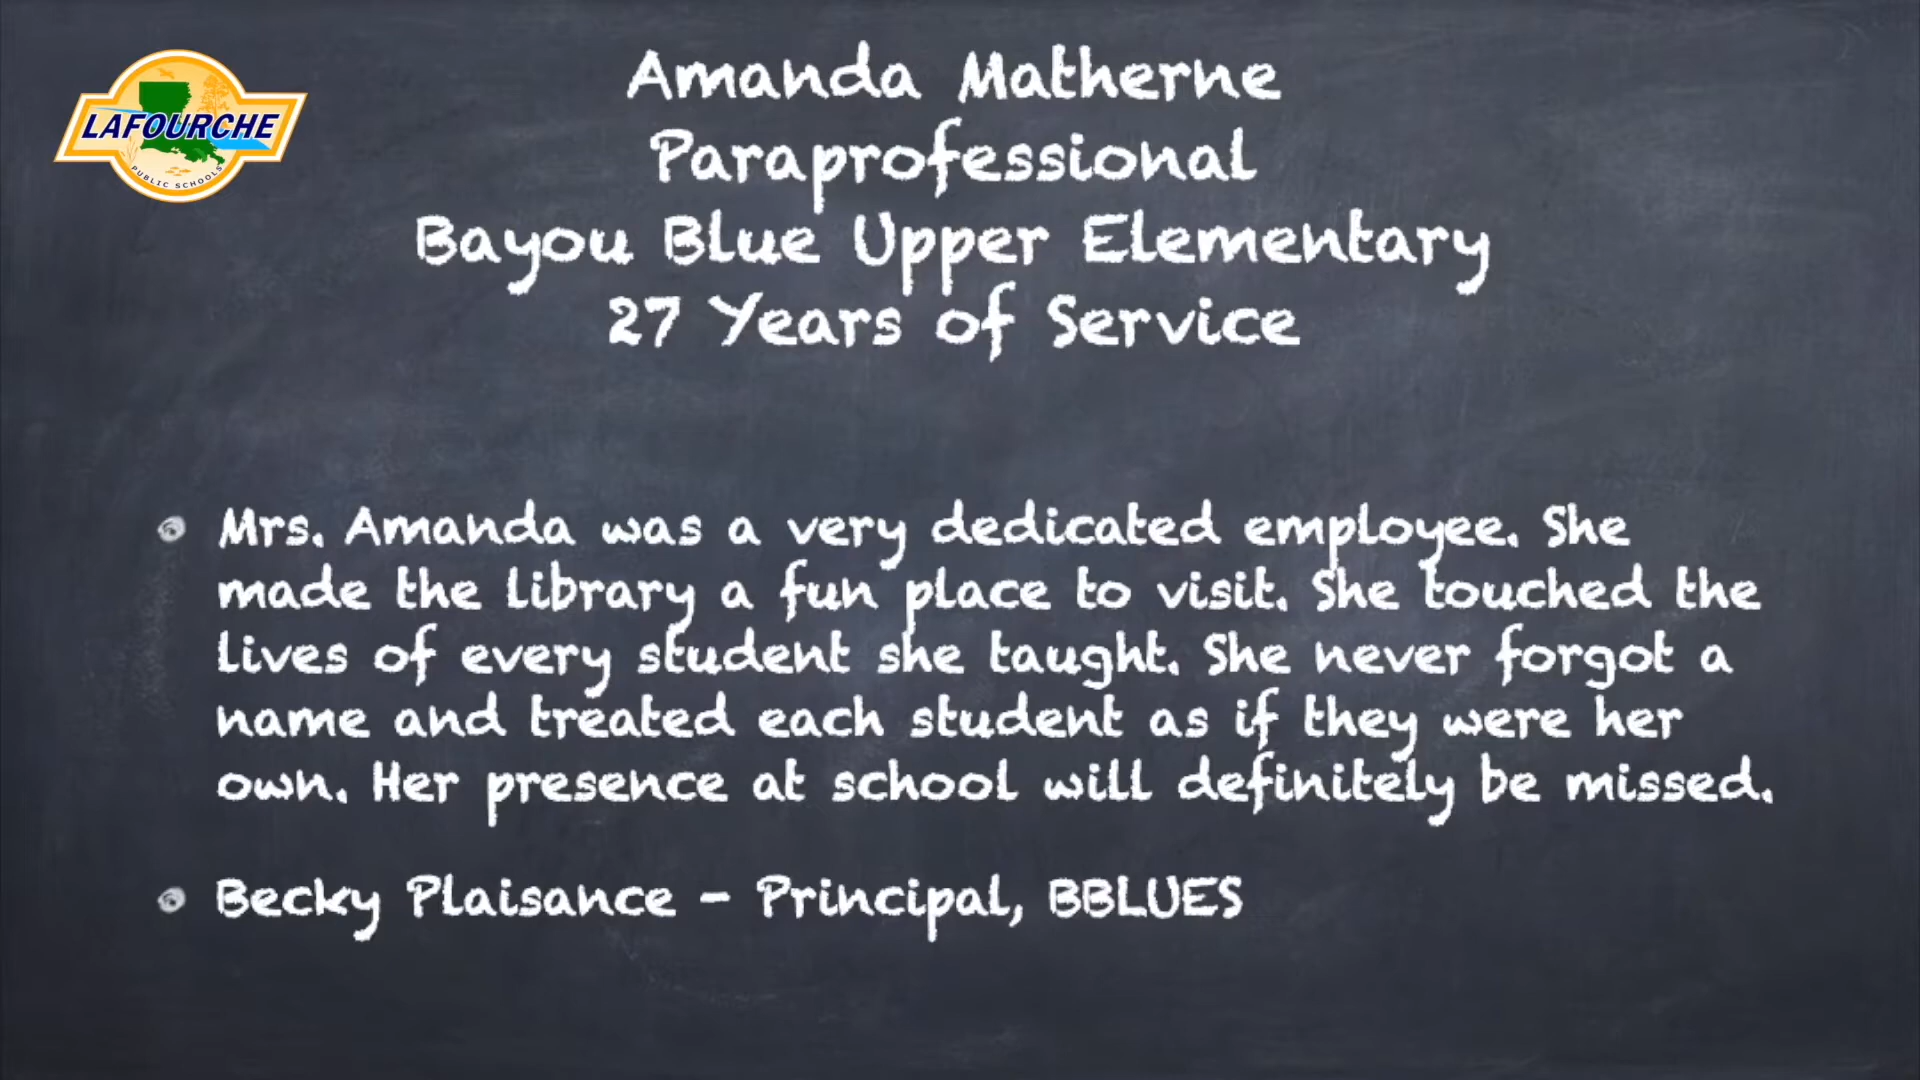 LAFOURCHE
PUBLIC SCHOOLS
Amanda Matherne
Paraprofessional
Bayou Blue Upper Elementary
27 Years of Service
Mrs. Amanda was a very dedicated employee. She
made the library a fun place to visit. She touched the
lives of every student she taught. She never forgot a
name and treated each student as if they were her
own. Her presence at school will definitely be missed.
Becky Plaisance - Principal, BBLUES